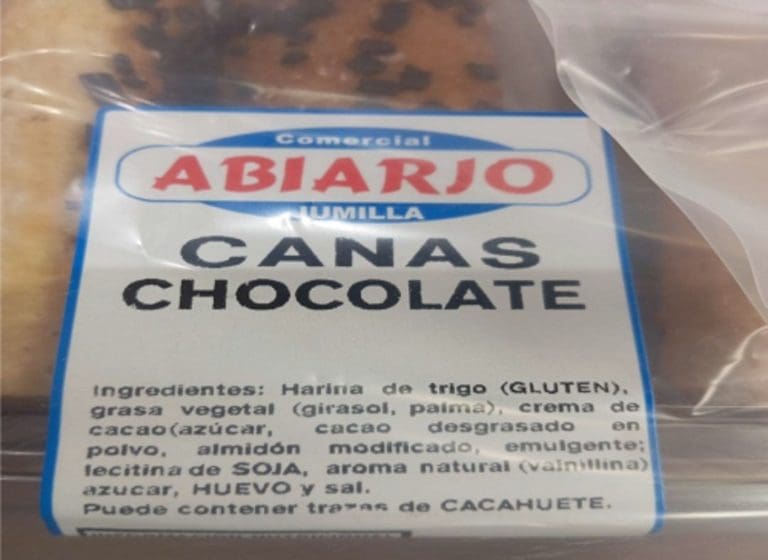 Comercial
ABIARJO
JUMILLA
CANAS
CHOCOLATE
Ingredientes: Harina de trigo (GLUTEN),
grasa vegetal (girasol, palma), crema de
cacao(azúcar, cacao desgrasado en
polvo, almidón modificado, emulgente;
lecitina de SOJA, aroma natural (vainillina)
azucar, HUEVO y sal.
Puede contener trazas de CACAHUETE.